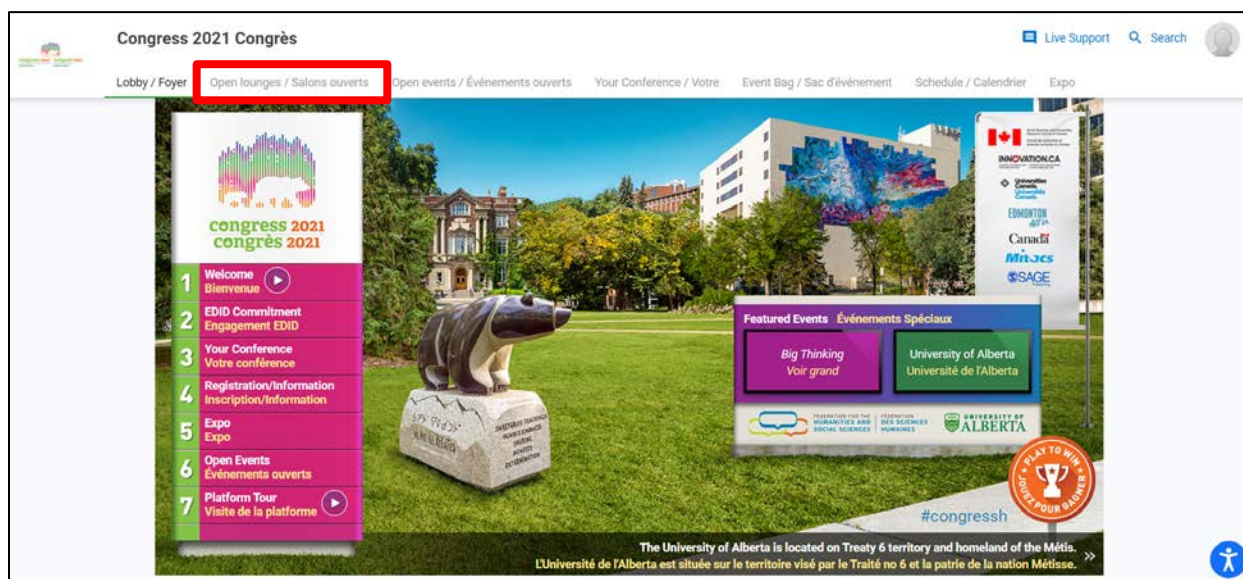 Congress 2021 Congrès
Live Support
Search
Lobby / Foyer
Open lounges / Salons ouverts
Open events / Événements ouverts
Your Conference / Votre
Event Bag / Sac d'événement
Schedule / Calendrier
Expo
congress 2021
congrès 2021
1
Welcome
Bienvenue
2
EDID Commitment
Engagement EDID
3
Your Conference
Votre conférence
4
Registration/Information
Inscription/Information
5
Expo
Expo
6
Open Events
Événements ouverts
7
Platform Tour
Visite de la plateforme
INNOVATION.CA
Universities
Canada.
Universités
Canada.
EDMONTON
Canada
Mitacs
SAGE
Featured Events Événements Spéciaux
Big Thinking
Voir grand
University of Alberta
Université de l'Alberta
FEDERATION FOR THE
HUMANITIES AND
SOCIAL SCIENCES
FÉDÉRATION
DES SCIENCES
HUMAINES
UNIVERSITY OF
ALBERTA
PLAY TO WIN
JOUEZ POUR GAGNER
#congressh
The University of Alberta is located on Treaty 6 territory and homeland of the Métis.
L'Université de l'Alberta est située sur le territoire visé par le Traité no 6 et la patrie de la nation Métisse.